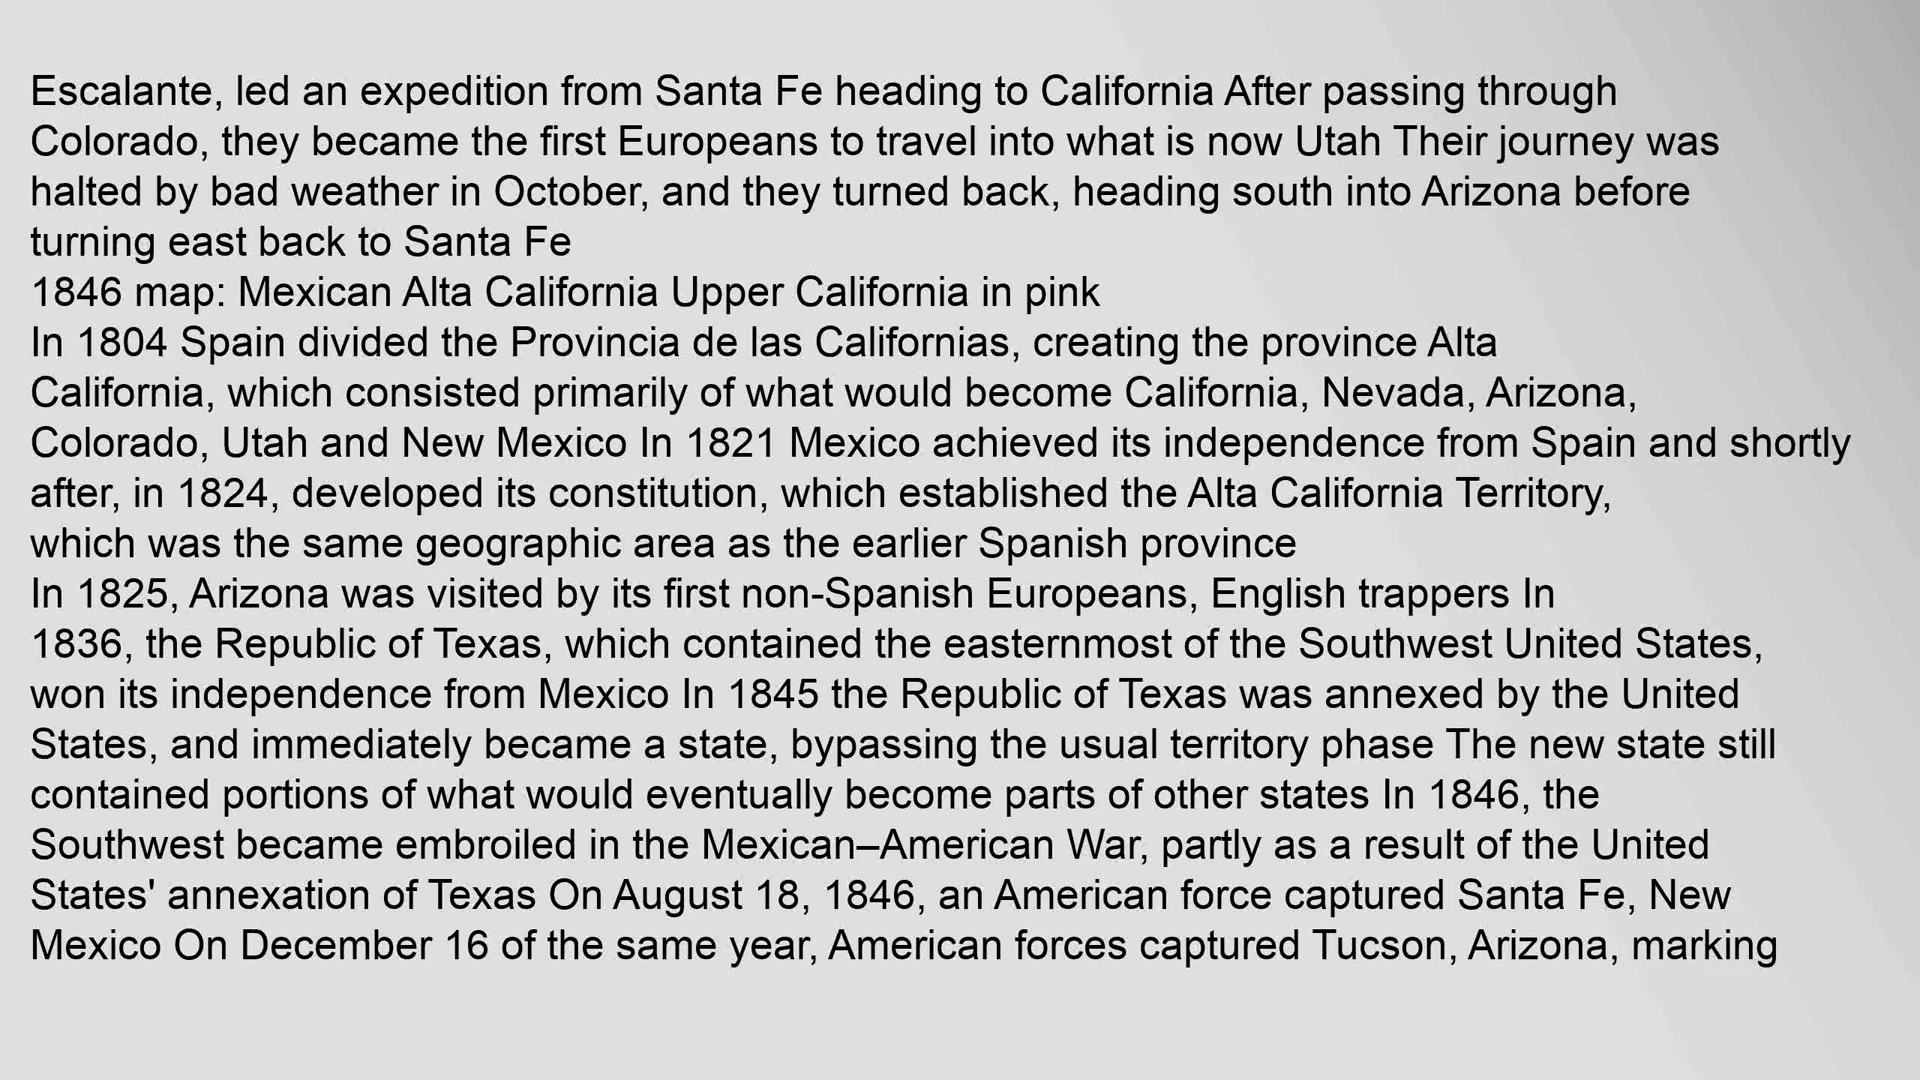 Escalante, led an expedition from Santa Fe heading to California After passing through
Colorado, they became the first Europeans to travel into what is now Utah Their journey was
halted by bad weather in October, and they turned back, heading south into Arizona before
turning east back to Santa Fe
1846 map: Mexican Alta California Upper California in pink
In 1804 Spain divided the Provincia de las Californias, creating the province Alta
California, which consisted primarily of what would become California, Nevada, Arizona,
Colorado, Utah and New Mexico In 1821 Mexico achieved its independence from Spain and shortly
after, in 1824, developed its constitution, which established the Alta California Territory,
which was the same geographic area as the earlier Spanish province
In 1825, Arizona was visited by its first non-Spanish Europeans, English trappers In
1836, the Republic of Texas, which contained the easternmost of the Southwest United States,
won its independence from Mexico In 1845 the Republic of Texas was annexed by the United
States, and immediately became a state, bypassing the usual territory phase The new state still
contained portions of what would eventually become parts of other states In 1846, the
Southwest became embroiled in the Mexican–American War, partly as a result of the United
States' annexation of Texas On August 18, 1846, an American force captured Santa Fe, New
Mexico On December 16 of the same year, American forces captured Tucson, Arizona, marking